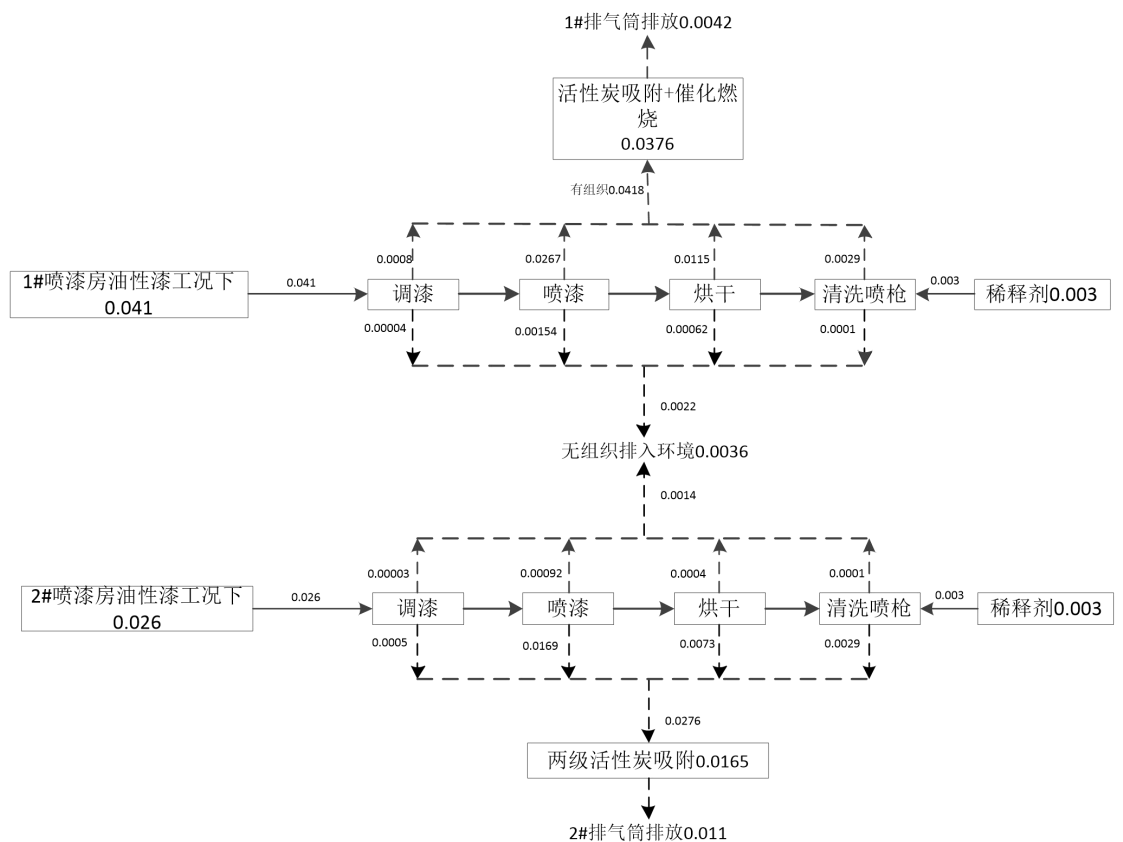 1#排气筒排放0.0042
活性炭吸附+催化燃
烧
0.0376
有组织0.0418
0.0008
0.0267
0.0115
0.0029
1#喷漆房油性漆工况下
0.041
0.041
调漆
喷漆
烘干
清洗喷枪
0.003
稀释剂0.003
0.00004
0.00154
0.00062
0.0001
0.0022
无组织排入环境0.0036
0.0014
0.00003
0.00092
0.0004
0.0001
2#喷漆房油性漆工况下
0.026
0.026
调漆
喷漆
烘干
清洗喷枪
0.003
稀释剂0.003
0.0005
0.0169
0.0073
0.0029
0.0276
两级活性炭吸附0.0165
2#排气筒排放0.011